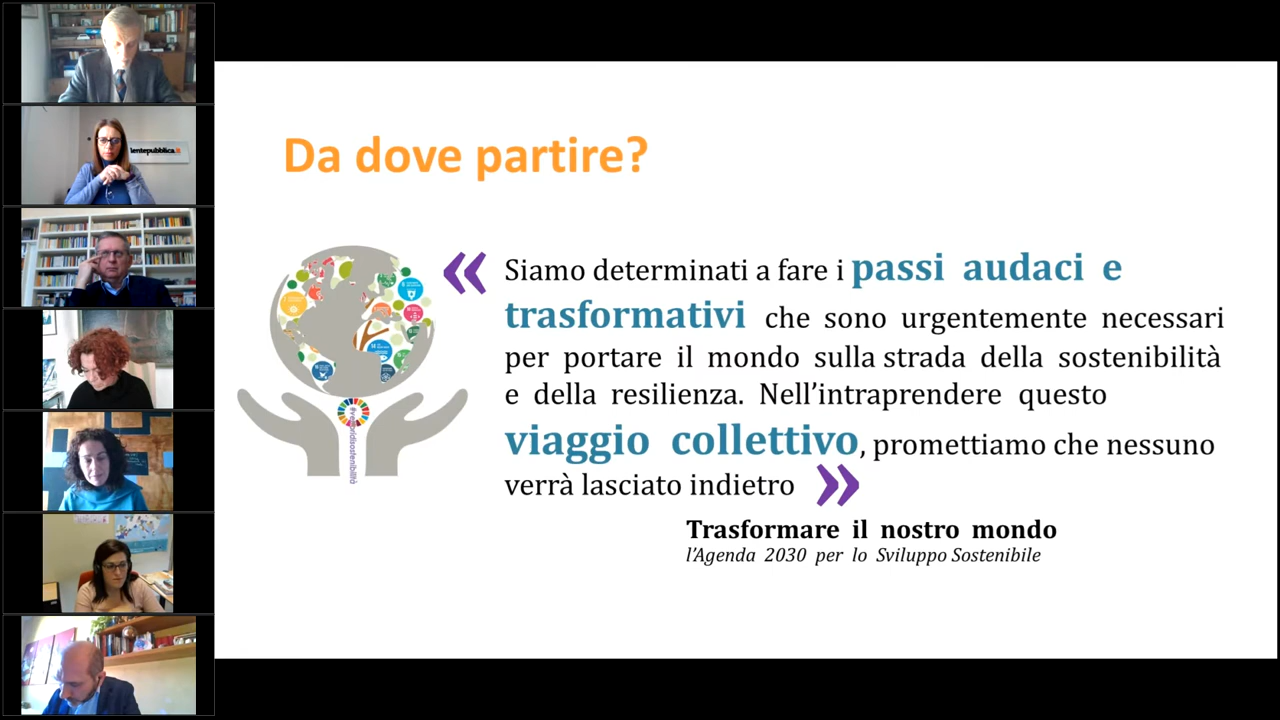 lentepubblica.it
Da dove partire?
« Siamo determinati a fare i passi audaci e
trasformativi che sono urgentemente necessari
per portare il mondo sulla strada della sostenibilità
e della resilienza. Nell’intraprendere questo
viaggio collettivo, promettiamo che nessuno
verrà lasciato indietro »
Trasformare il nostro mondo
l’Agenda 2030 per lo Sviluppo Sostenibile